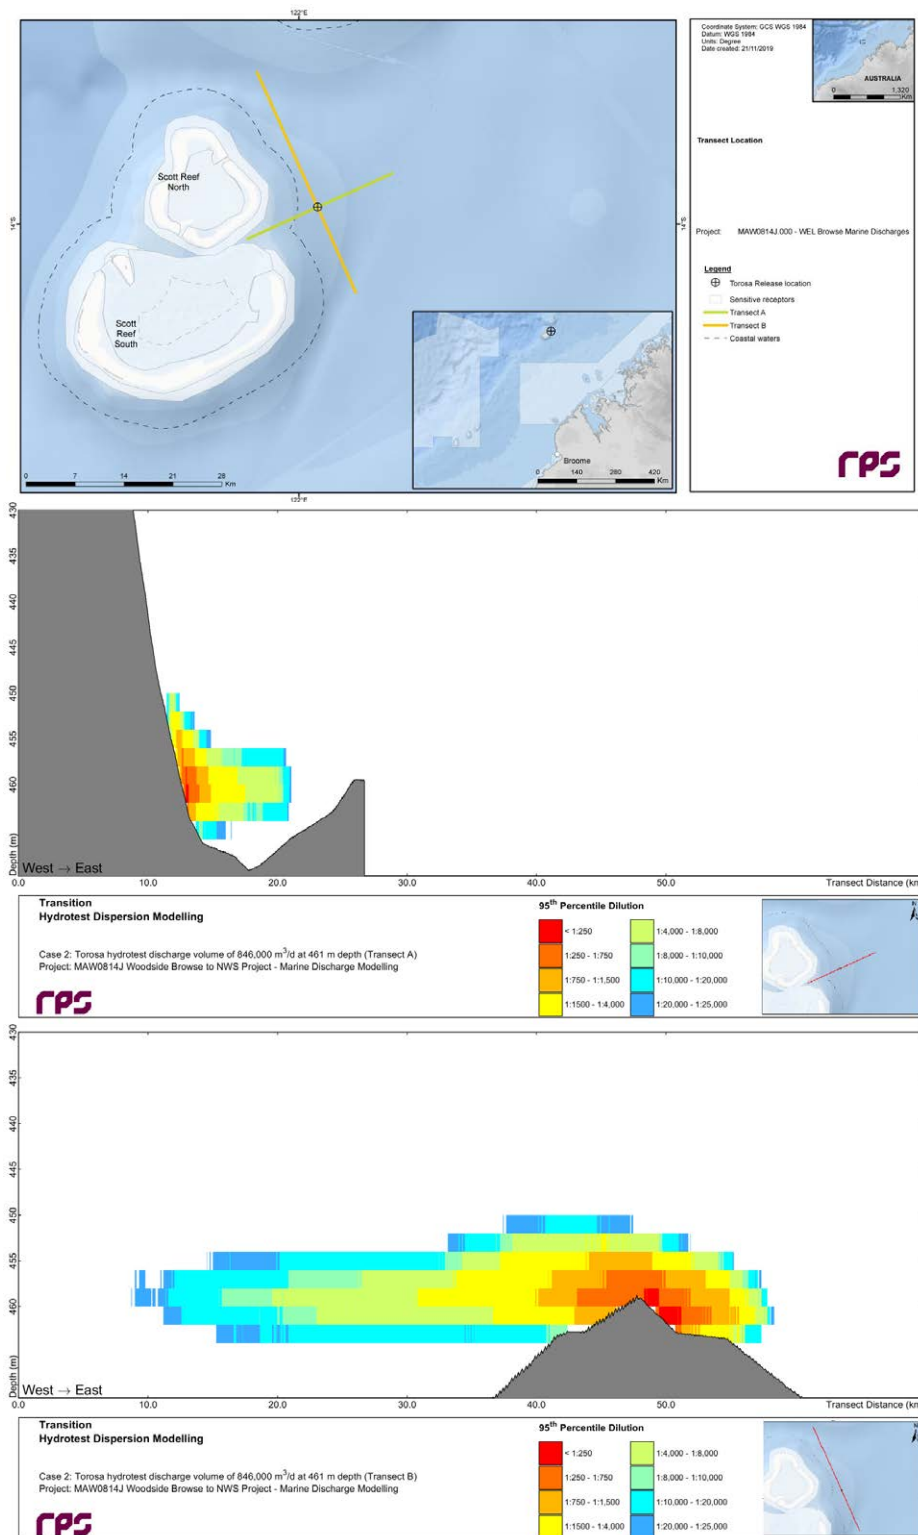 122°E
Coordinate System: GCS WGS 1984
Datum: WGS 1984
Units: Degree
Date created: 21/11/2019
AUSTRALIA
0 1,320
Km
Transect Location
Scott Reef
North
14°S
14°S
Project: MAW0814J.000 - WEL Browse Marine Discharges
Legend
Torosa Release location
Sensitive receptors
Transect A
Transect B
Coastal waters
Scott
Reef
South
Broome
0 140 280 420
Km
0 7 14 21 28
Km
122°E
rps
430
435
440
445
450
455
460
Depth (m)
West → East
0.0 10.0 20.0 30.0 40.0 50.0 Transect Distance (km
Transition
Hydrotest Dispersion Modelling
Case 2: Torosa hydrotest discharge volume of 846,000 m³/d at 461 m depth (Transect A)
Project: MAW0814J Woodside Browse to NWS Project - Marine Discharge Modelling
rps
95th Percentile Dilution
< 1:250
1:250 - 1:750
1:750 - 1:1,500
1:1500 - 1:4,000
1:4,000 - 1:8,000
1:8,000 - 1:10,000
1:10,000 - 1:20,000
1:20,000 - 1:25,000
430
435
440
445
450
455
460
Depth (m)
West → East
0.0 10.0 20.0 30.0 40.0 50.0 Transect Distance (km
Transition
Hydrotest Dispersion Modelling
Case 2: Torosa hydrotest discharge volume of 846,000 m³/d at 461 m depth (Transect B)
Project: MAW0814J Woodside Browse to NWS Project - Marine Discharge Modelling
rps
95th Percentile Dilution
< 1:250
1:250 - 1:750
1:750 - 1:1,500
1:1500 - 1:4,000
1:4,000 - 1:8,000
1:8,000 - 1:10,000
1:10,000 - 1:20,000
1:20,000 - 1:25,000